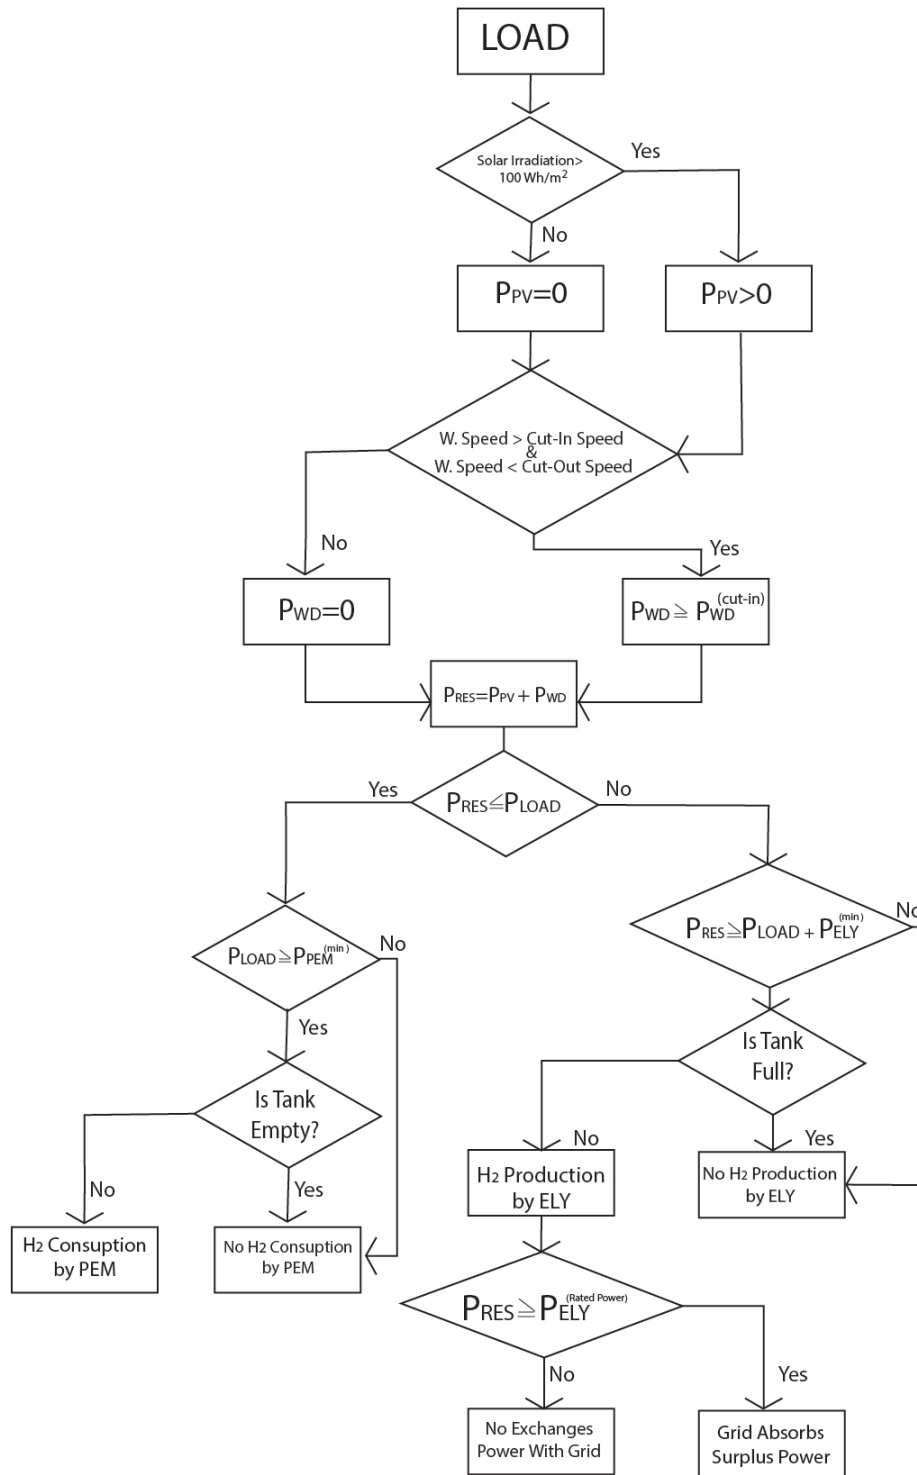 LOAD
Solar Irradiation>
100 Wh/m²
Yes
No
PPV=0
PPV>0
W. Speed > Cut-In Speed
&
W. Speed < Cut-Out Speed
No
Yes
PWD=0
PWD ≧ PWD(cut-in)
PRES=PPV + PWD
Yes
PRES≦PLOAD
No
PLOAD≧PPEM(min)
No
PRES≧PLOAD + PELY(min)
No
Yes
Is Tank
Full?
Is Tank
Empty?
No
Yes
No
Yes
H2 Production
by ELY
No H2 Production
by ELY
H2 Consuption
by PEM
No H2 Consuption
by PEM
PRES≧PELY(Rated Power)
No
Yes
No Exchanges
Power With Grid
Grid Absorbs
Surplus Power